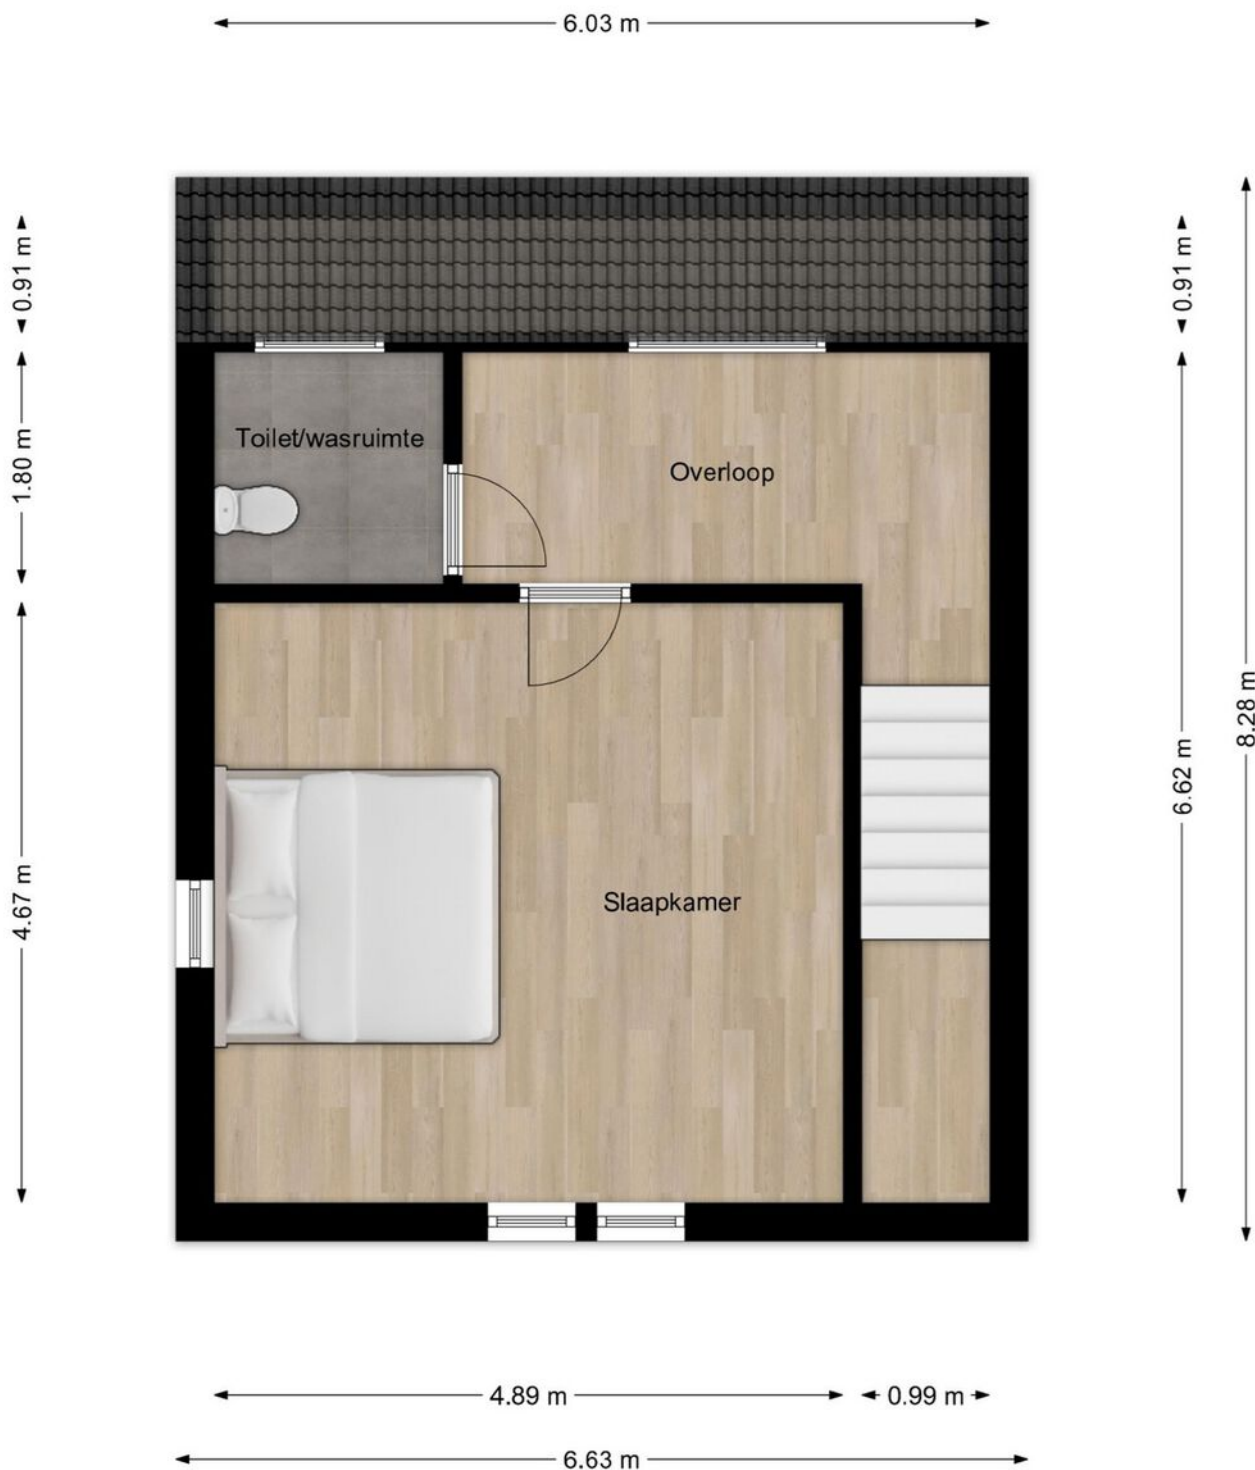 6.03 m
0.91 m
0.91 m
1.80 m
Toilet/wasruimte
Overloop
8.28 m
6.62 m
4.67 m
Slaapkamer
4.89 m
0.99 m
6.63 m